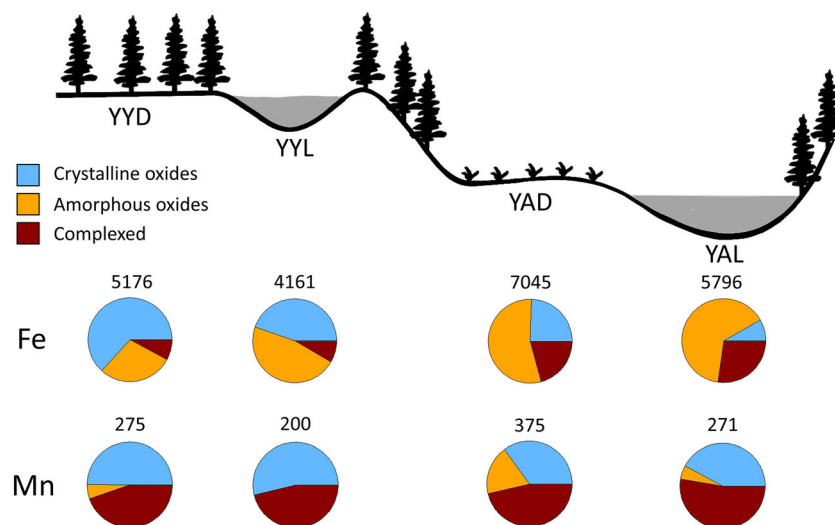 YYD
YYL
YAD
YAL
Crystalline oxides
Amorphous oxides
Complexed
5176 4161 7045 5796
Fe
275 200 375 271
Mn